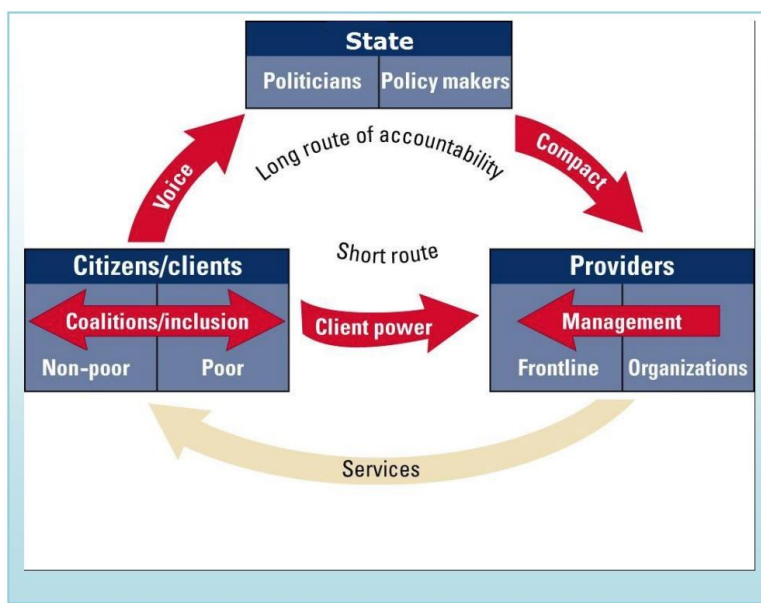 State
Politicians
Policy makers
Long route of accountability
Voice
Compact
Short route
Citizens/clients
Providers
Coalitions/inclusion
Client power
Management
Non-poor
Poor
Frontline
Organizations
Services